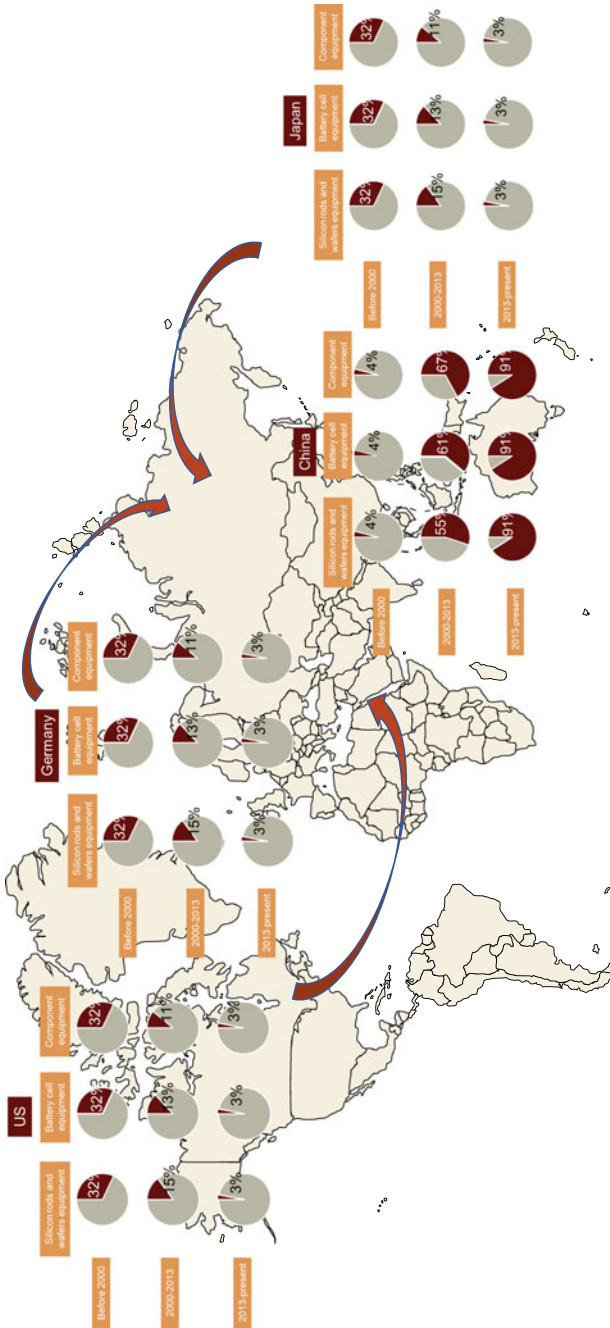 US
Silicon rods and
wafers equipment
Battery cell
equipment
Component
equipment
Before 2000
32%
32%
32%
2000-2013
15%
13%
11%
2013-present
3%
3%
3%
Germany
Silicon rods and
wafers equipment
Battery cell
equipment
Component
equipment
Before 2000
32%
32%
32%
2000-2013
15%
13%
11%
2013-present
3%
3%
3%
China
Silicon rods and
wafers equipment
Battery cell
equipment
Component
equipment
Before 2000
4%
4%
4%
2000-2013
55%
61%
67%
2013-present
91%
91%
91%
Japan
Silicon rods and
wafers equipment
Battery cell
equipment
Component
equipment
Before 2000
32%
32%
32%
2000-2013
15%
13%
11%
2013-present
3%
3%
3%